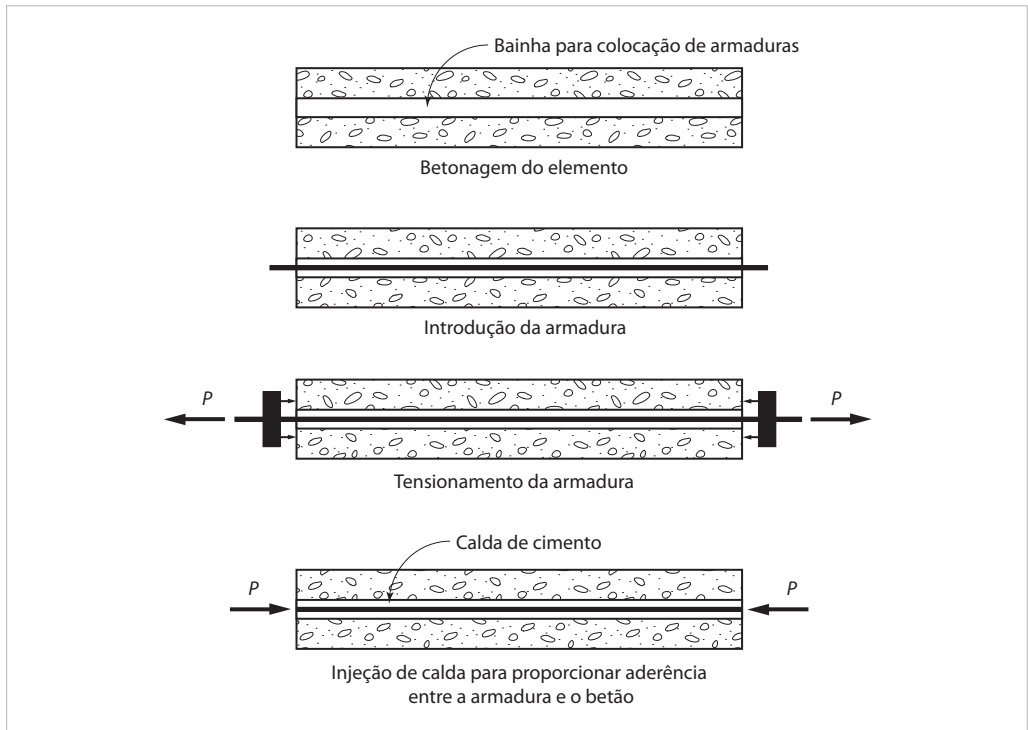 Bainha para colocação de armaduras
Betonagem do elemento
Introdução da armadura
P
P
Tensionamento da armadura
Calda de cimento
P
P
Injeção de calda para proporcionar aderência
entre a armadura e o betão